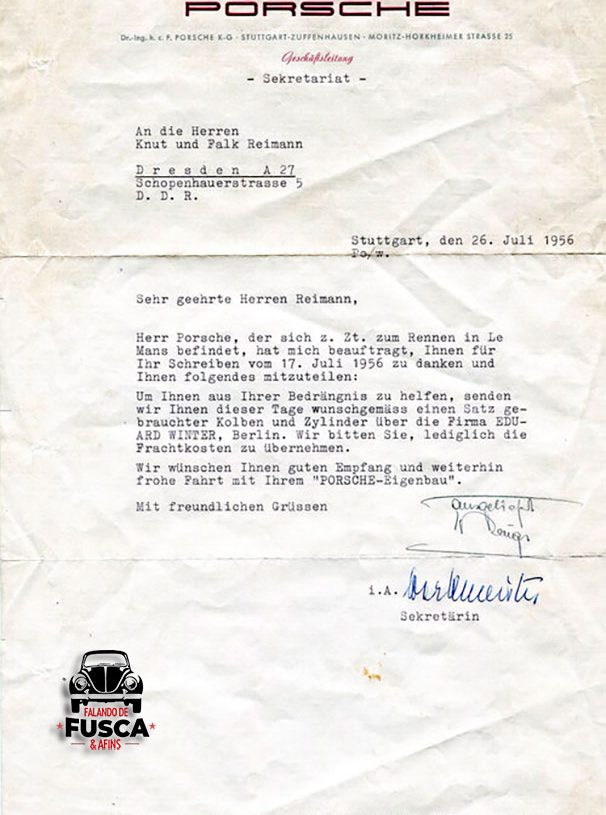 PORSCHE
Dr.-Ing. h. c. F. PORSCHE K-G · STUTTGART-ZUFFENHAUSEN · MORITZ-HORKHEIMER STRASSE 25
Geschäftsleitung
- Sekretariat -
An die Herren
Knut und Falk Reimann
D r e s d e n  A 27
Schopenhauerstrasse 5
D. D. R.
Stuttgart, den 26. Juli 1956
Po/w.
Sehr geehrte Herren Reimann,
Herr Porsche, der sich z. Zt. zum Rennen in Le
Mans befindet, hat mich beauftragt, Ihnen für
Ihr Schreiben vom 17. Juli 1956 zu danken und
Ihnen folgendes mitzuteilen:
Um Ihnen aus Ihrer Bedrängnis zu helfen, senden
wir Ihnen dieser Tage wunschgemäss einen Satz ge-
brauchter Kolben und Zylinder über die Firma EDU-
ARD WINTER, Berlin. Wir bitten Sie, lediglich die
Frachtkosten zu übernehmen.
Wir wünschen Ihnen guten Empfang und weiterhin
frohe Fahrt mit Ihrem "PORSCHE-Eigenbau".
Mit freundlichen Grüssen
i.A.
Sekretärin
FALANDO DE
FUSCA
& AFINS